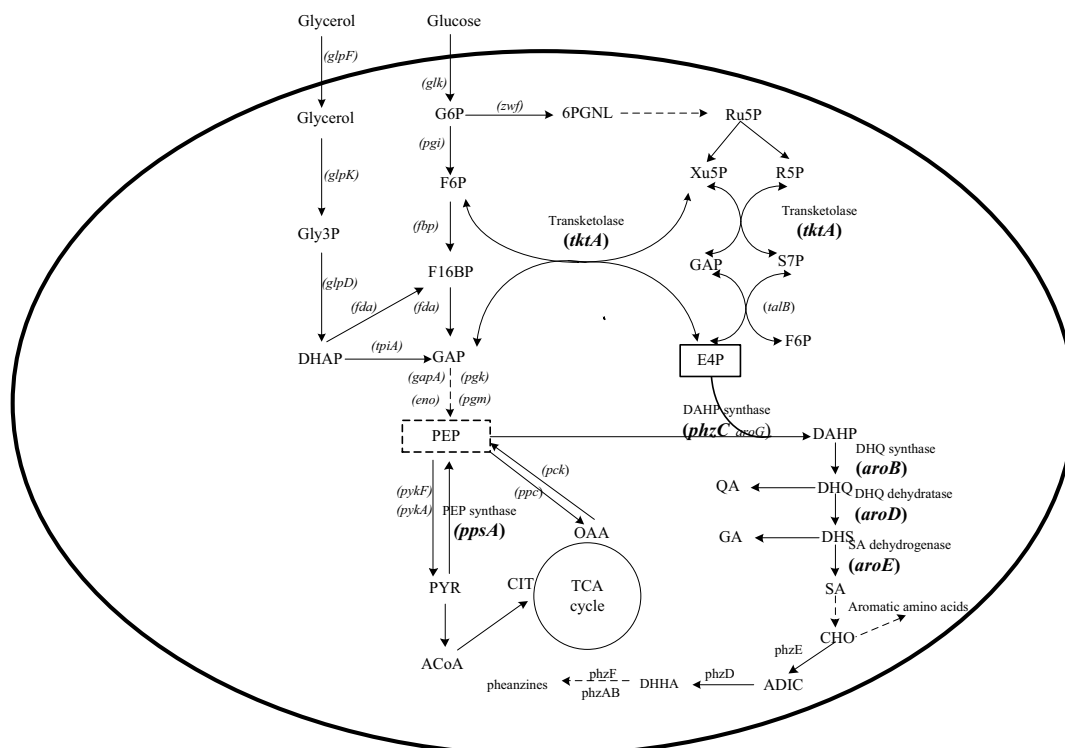 Glycerol
Glucose
(glpF)
(glk)
Glycerol
G6P
(zwf)
6PGNL
Ru5P
(pgi)
(glpK)
F6P
Xu5P
R5P
Gly3P
(fbp)
Transketolase
(tktA)
Transketolase
(tktA)
GAP
S7P
(glpD)
F16BP
(fda)
(fda)
(talB)
DHAP
(tpiA)
GAP
E4P
F6P
(gapA)
(pgk)
(eno)
(pgm)
DAHP synthase
(phzC aroG)
PEP
DAHP
DHQ synthase
(aroB)
(pck)
(ppc)
(pykF)
(pykA)
PEP synthase
(ppsA)
QA
DHQ
DHQ dehydratase
(aroD)
OAA
GA
DHS
SA dehydrogenase
(aroE)
PYR
CIT
TCA
cycle
SA
Aromatic amino acids
CHO
phzE
ACoA
pheanzines
phzF
phzAB
DHHA
phzD
ADIC